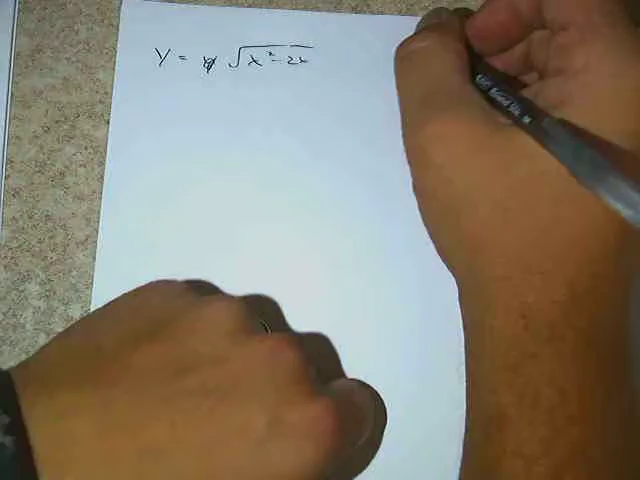 y = √x² - 2x